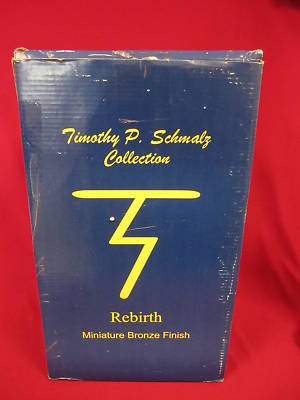 Timothy P. Schmalz
Collection
Rebirth
Miniature Bronze Finish